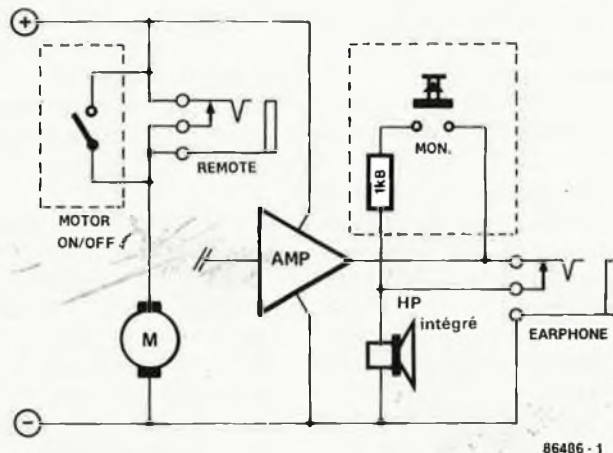 +
MON.
1k8
REMOTE
MOTOR
ON/OFF
AMP
HP
intégré
EARPHONE
M
−
86486 - 1